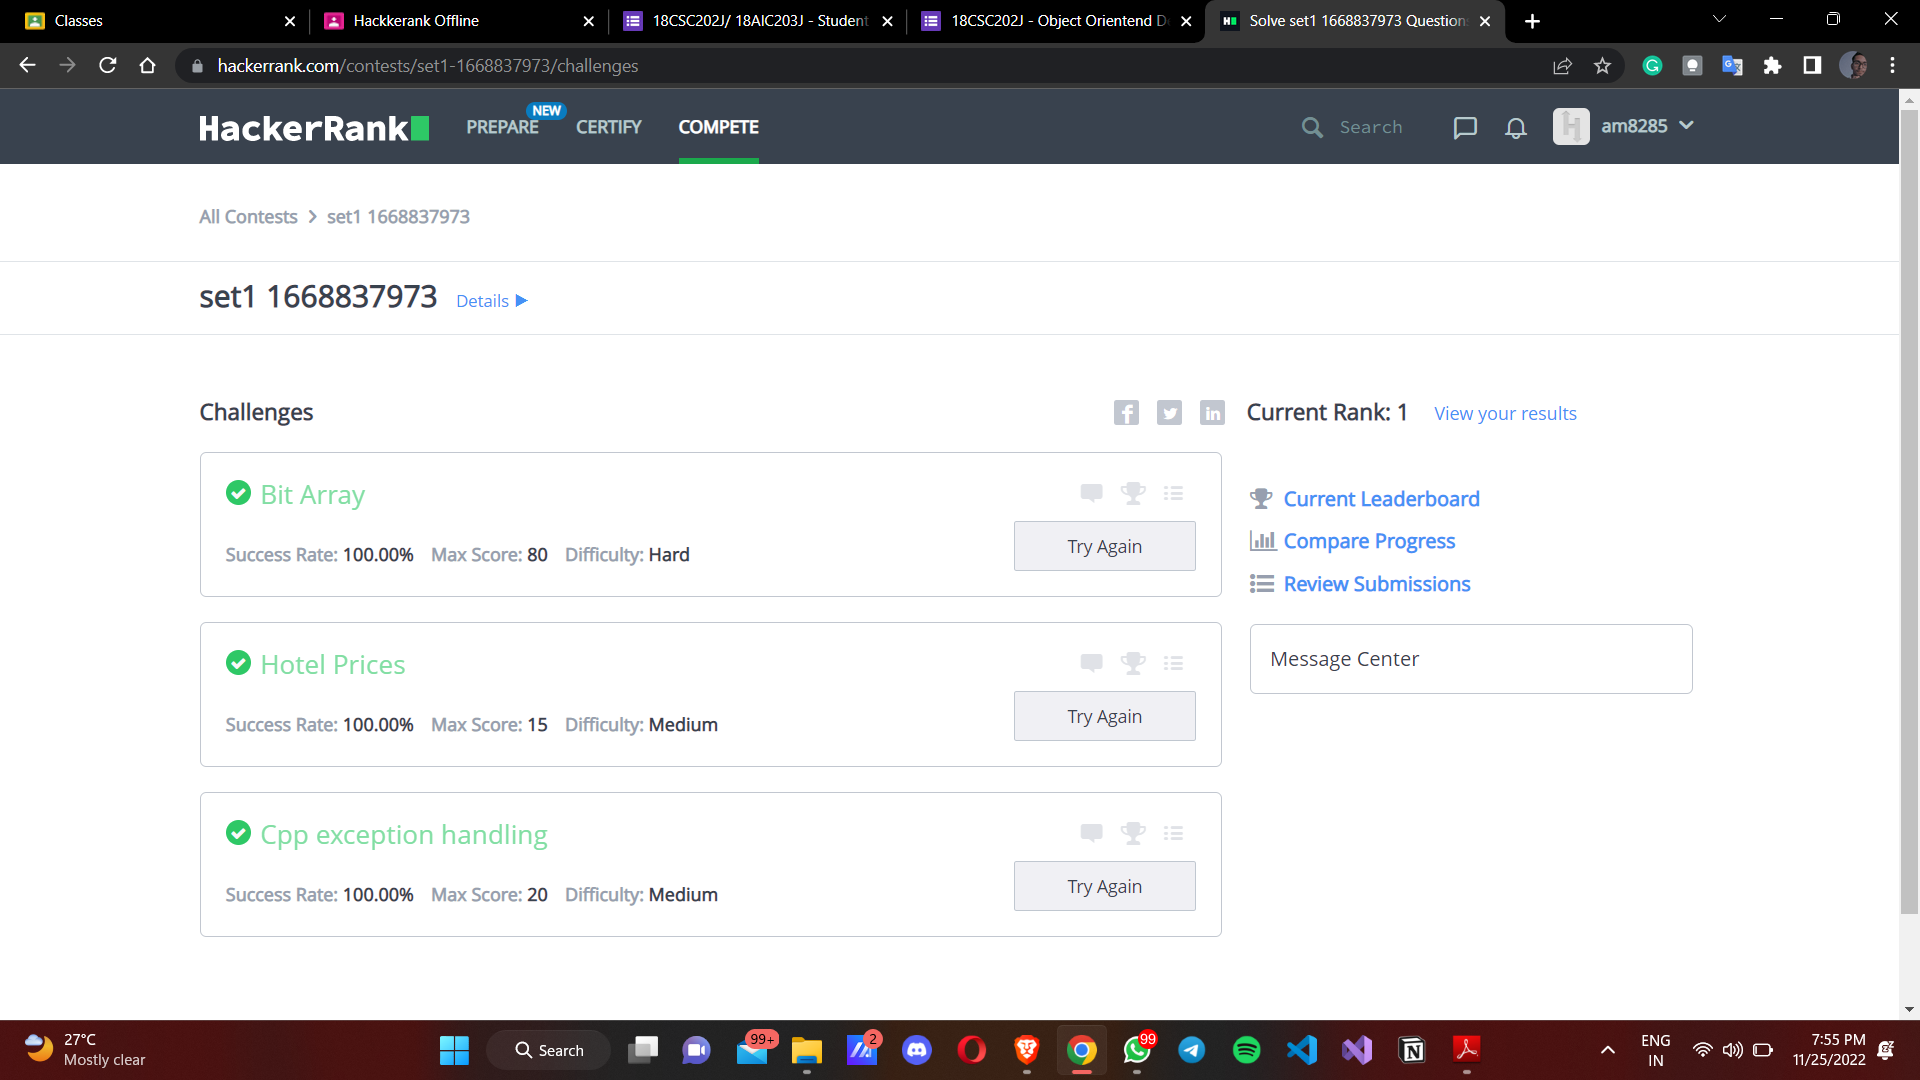 Classes
Hackkerank Offline
18CSC202J/ 18AIC203J - Student
18CSC202J - Object Orientend D
Solve set1 1668837973 Question
hackerrank.com/contests/set1-1668837973/challenges
HackerRank
PREPARE
NEW
CERTIFY
COMPETE
Search
am8285
All Contests > set1 1668837973
set1 1668837973
Details
Challenges
Current Rank: 1
View your results
Bit Array
Success Rate: 100.00% Max Score: 80 Difficulty: Hard
Try Again
Current Leaderboard
Compare Progress
Review Submissions
Message Center
Hotel Prices
Success Rate: 100.00% Max Score: 15 Difficulty: Medium
Try Again
Cpp exception handling
Success Rate: 100.00% Max Score: 20 Difficulty: Medium
Try Again
27°C
Mostly clear
Search
99+
2
99
ENG
IN
7:55 PM
11/25/2022